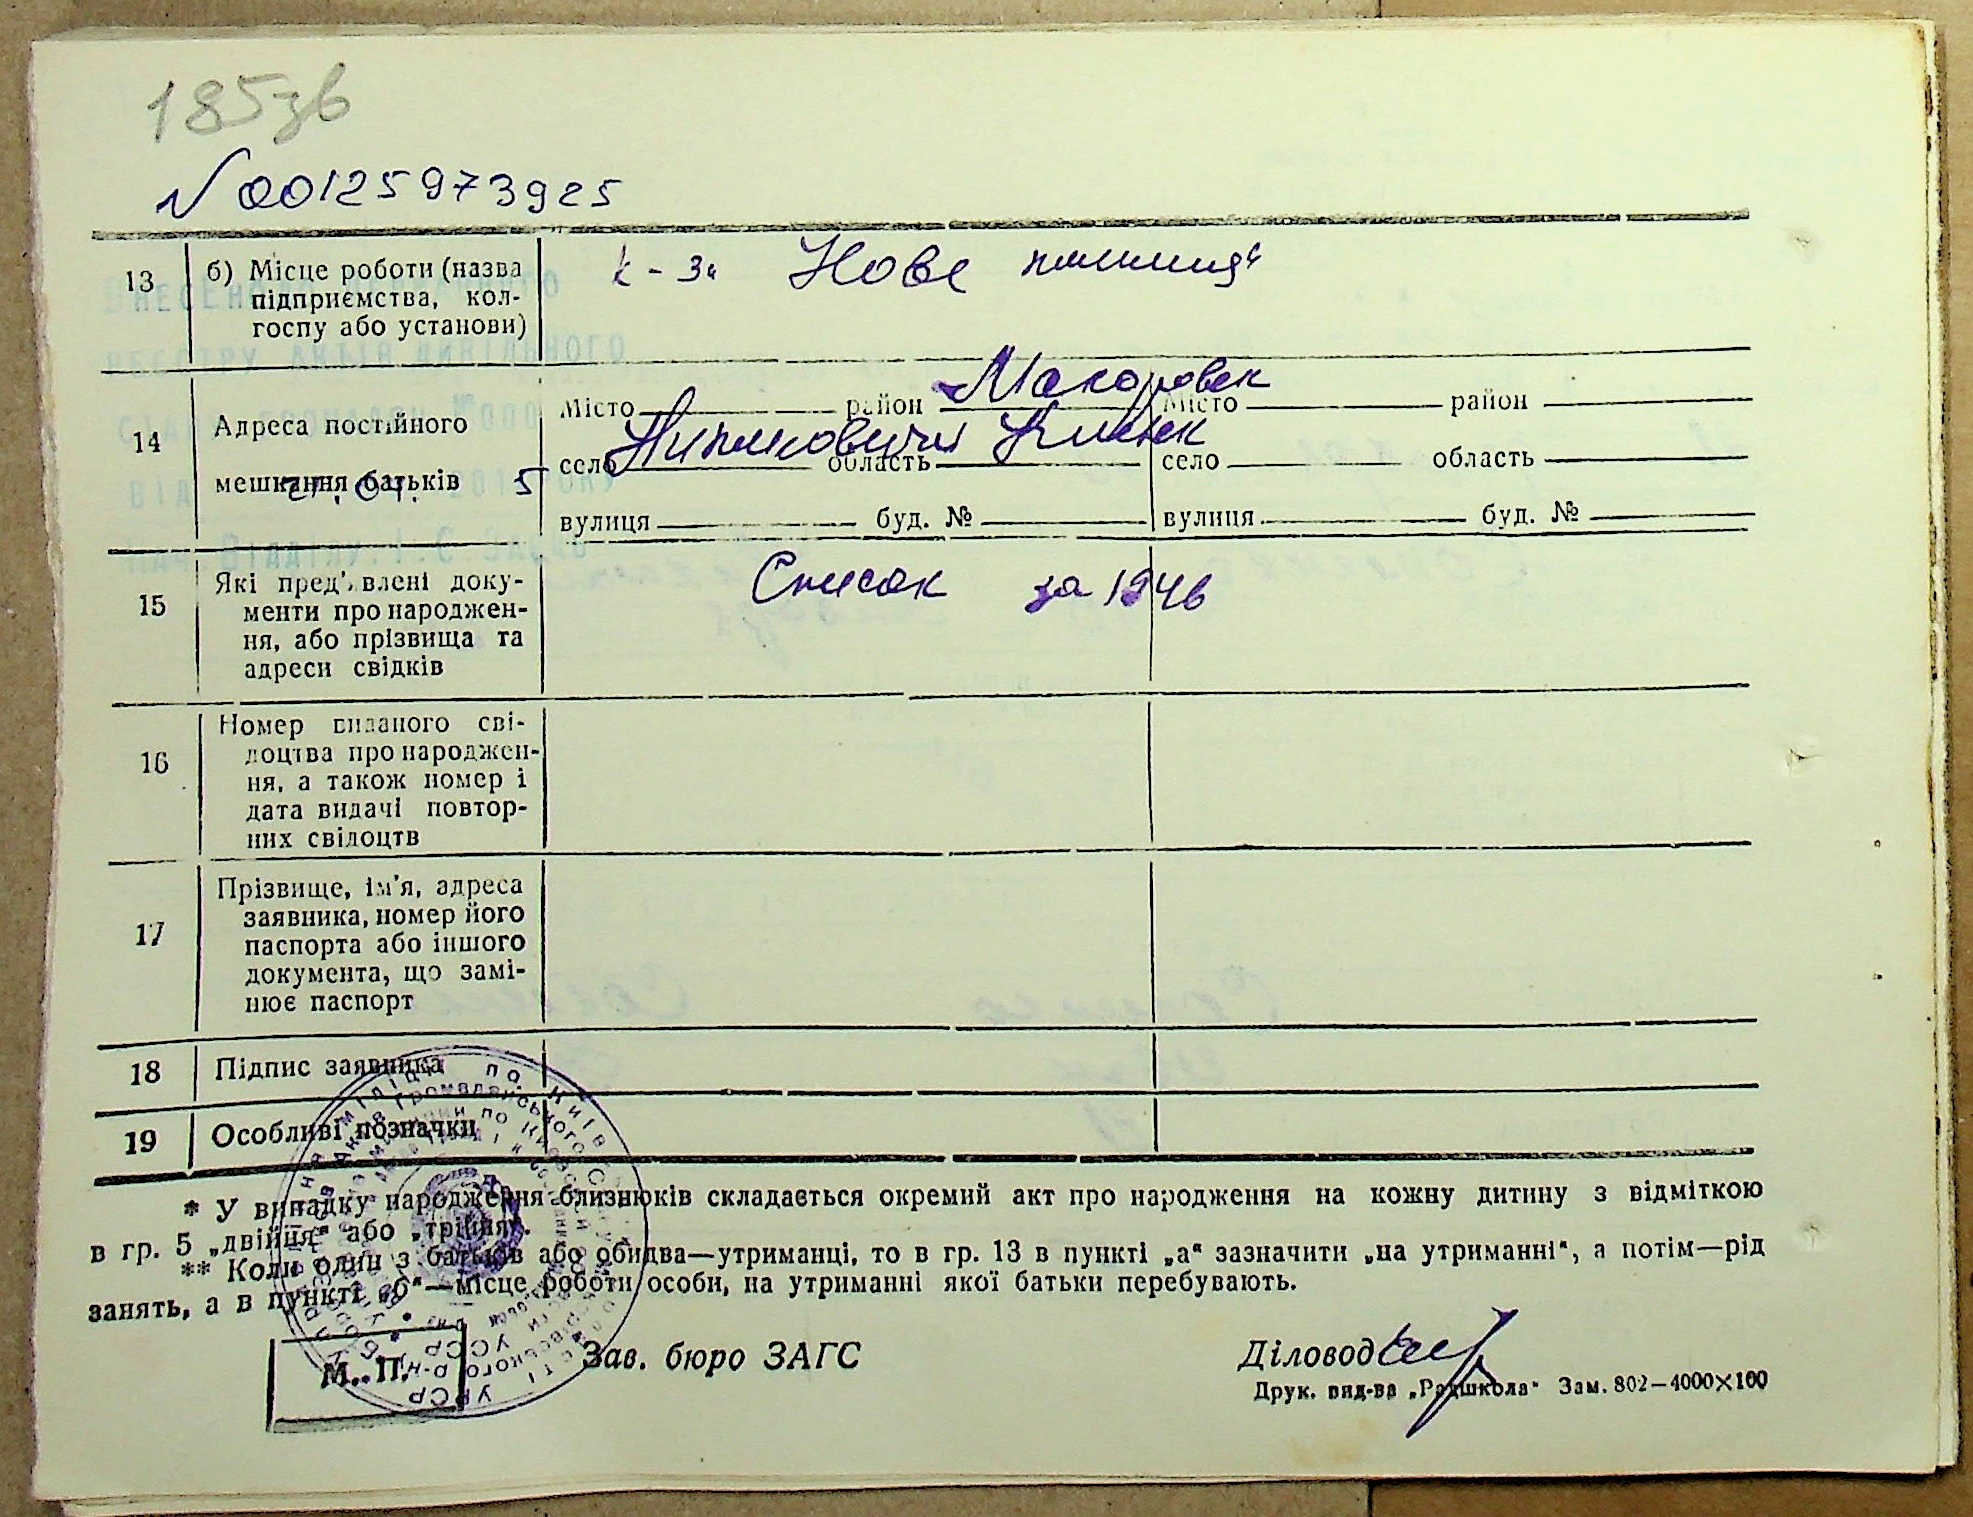 185зв
N 00125973925
13
б) Місце роботи (назва
підприємства, кол-
госпу або установи)
к-з „Нове
14
Адреса постійного
мешкання батьків
Місто район Макоровск Місто район
село область село область
вулиця буд. № вулиця буд. №
27.04. 5
15
Які пред'явлені доку-
менти про народжен-
ня, або прізвища та
адреси свідків
Список за 1946
16
Номер виданого сві-
доцтва про народжен-
ня, а також номер і
дата видачі повтор-
них свідоцтв
17
Прізвище, ім'я, адреса
заявника, номер його
паспорта або іншого
документа, що замі-
нює паспорт
18
Підпис заявника
19
Особливі позначки
* У випадку народження близнюків складається окремий акт про народження на кожну дитину з відміткою
в гр. 5 „двійня“ або „трійня“.
** Коли один з батьків або обидва—утриманці, то в гр. 13 в пункті „а“ зазначити „на утриманні“, а потім—рід
занять, а в пункті „б“—місце роботи особи, на утриманні якої батьки перебувають.
М. П. Зав. бюро ЗАГС Діловод
Друк. вид-ва „Радшкола“ Зам. 802—4000×100